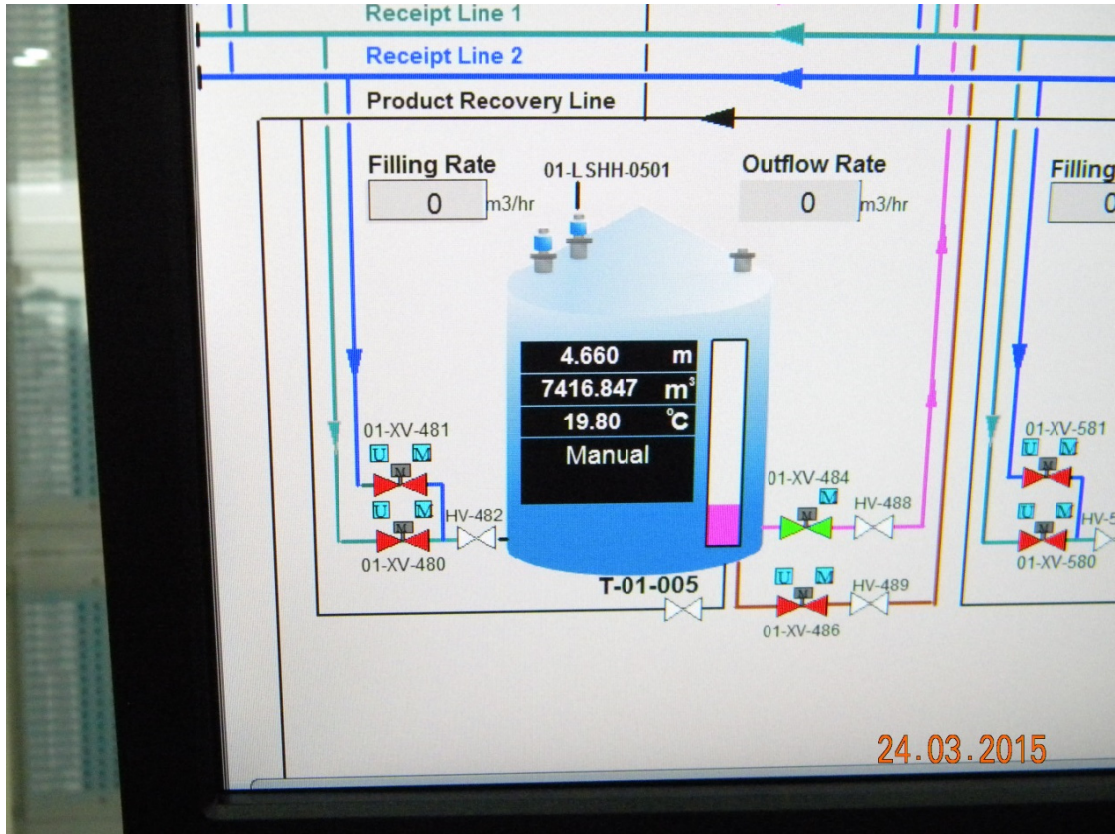 Receipt Line 1
Receipt Line 2
Product Recovery Line
Filling Rate
0 m3/hr
01-LSHH-0501
Outflow Rate
0 m3/hr
Filling
0
4.660 m
7416.847 m³
19.80 °C
Manual
01-XV-481
U M
M
U M
M
HV-482
01-XV-480
01-XV-484
M
M
HV-488
T-01-005
U M
M
HV-489
01-XV-486
01-XV-581
U M
M
U M
M
HV-5
01-XV-580
24.03.2015